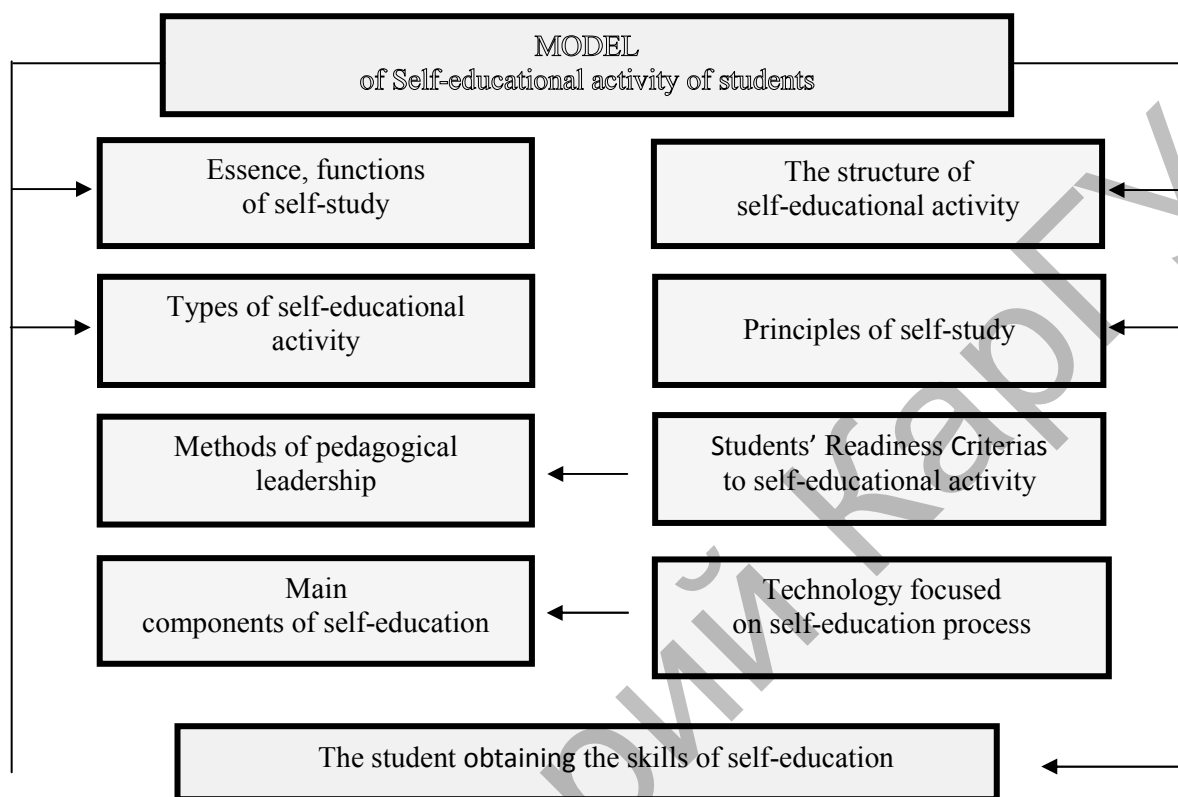 MODEL
of Self-educational activity of students
Essence, functions
of self-study
The structure of
self-educational activity
Types of self-educational
activity
Principles of self-study
Methods of pedagogical
leadership
Students’ Readiness Criterias
to self-educational activity
Main
components of self-education
Technology focused
on self-education process
The student obtaining the skills of self-education
КарГУ